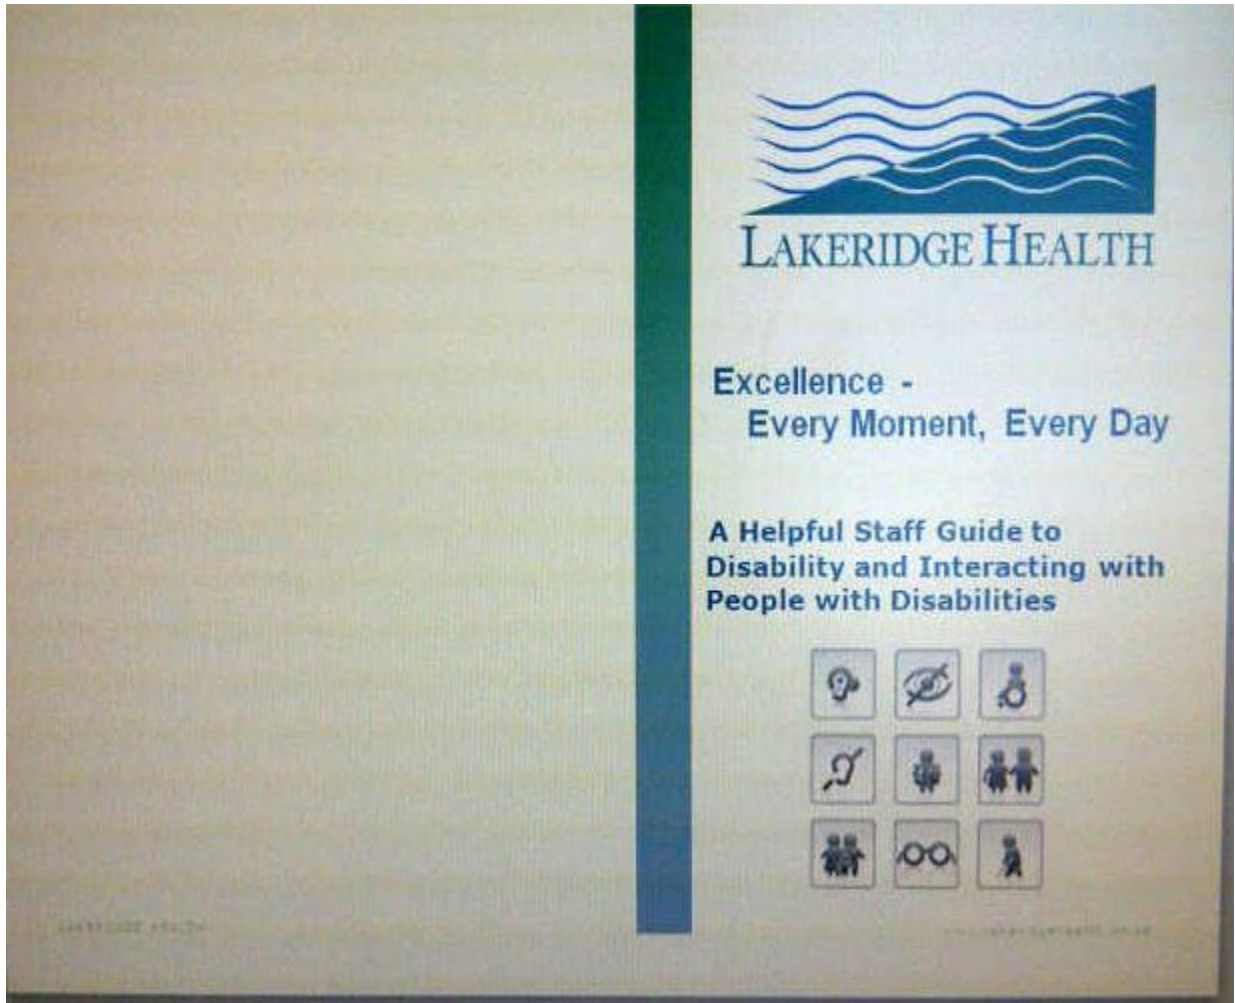 LAKERIDGE HEALTH
Excellence -
Every Moment, Every Day
A Helpful Staff Guide to
Disability and Interacting with
People with Disabilities